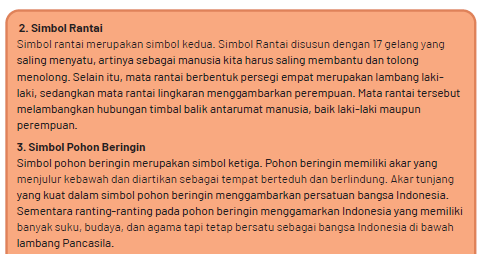 2. Simbol Rantai
Simbol rantai merupakan simbol kedua. Simbol Rantai disusun dengan 17 gelang yang
saling menyatu, artinya sebagai manusia kita harus saling membantu dan tolong
menolong. Selain itu, mata rantai berbentuk persegi empat merupakan lambang laki-
laki, sedangkan mata rantai lingkaran menggambarkan perempuan. Mata rantai tersebut
melambangkan hubungan timbal balik antarumat manusia, baik laki-laki maupun
perempuan.
3. Simbol Pohon Beringin
Simbol pohon beringin merupakan simbol ketiga. Pohon beringin memiliki akar yang
menjulur kebawah dan diartikan sebagai tempat berteduh dan berlindung. Akar tunjang
yang kuat dalam simbol pohon beringin menggambarkan persatuan bangsa Indonesia.
Sementara ranting-ranting pada pohon beringin menggamarkan Indonesia yang memiliki
banyak suku, budaya, dan agama tapi tetap bersatu sebagai bangsa Indonesia di bawah
lambang Pancasila.